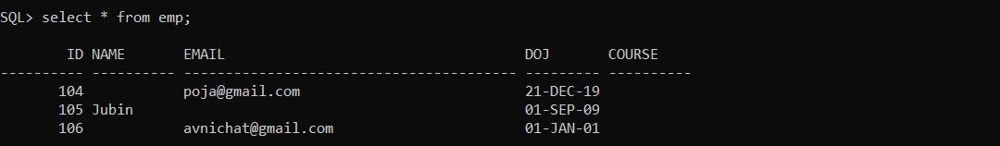 SQL> select * from emp;
ID NAME EMAIL DOJ COURSE
---------- ---------- ---------------------------------------- --------- ----------
104 poja@gmail.com 21-DEC-19
105 Jubin 01-SEP-09
106 avnichat@gmail.com 01-JAN-01